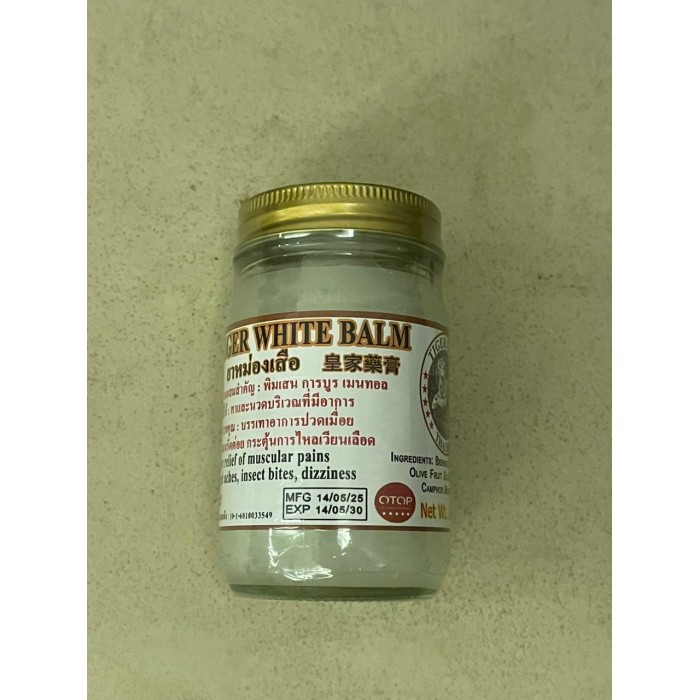 WHITE BALM
ยาหม่องเสือ 皇家藥膏
: พิมเสน การบูร เมนทอล
: ทาและนวดบริเวณที่มีอาการ
: บรรเทาอาการปวดเมื่อย
กระตุ้นการไหลเวียนเลือด
relief of muscular pains
aches, insect bites, dizziness
MFG 14/05/25
EXP 14/05/30
10-1-6010033549
TIGER
INGREDIENTS:
OLIVE FRUIT
CAMPHOR,
OTOP
Net Wt.